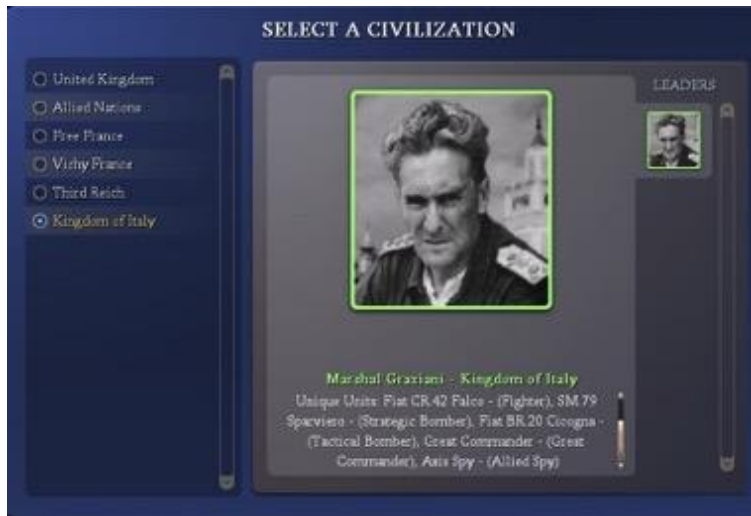 SELECT A CIVILIZATION
United Kingdom
Allied Nations
Free France
Vichy France
Third Reich
Kingdom of Italy
LEADERS
Marshal Graziani - Kingdom of Italy
Unique Units: Fiat CR.42 Falco - (Fighter), SM.79
Sparviero - (Strategic Bomber), Fiat BR.20 Cicogna -
(Tactical Bomber), Great Commander - (Great
Commander), Axis Spy - (Allied Spy)